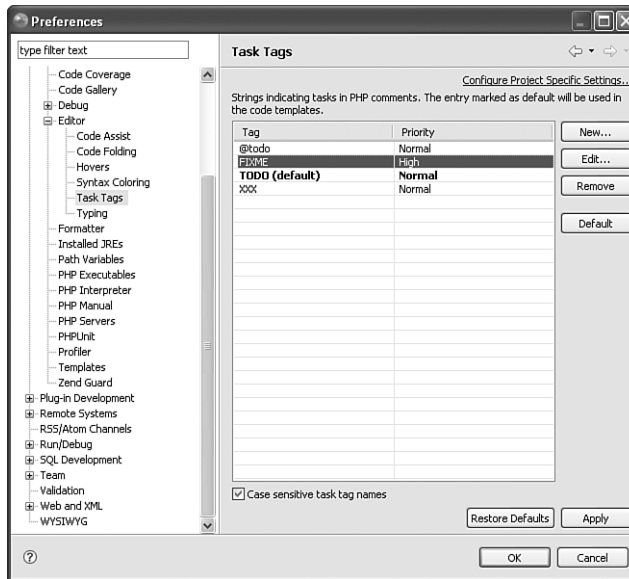 Preferences
type filter text
Code Coverage
Code Gallery
Debug
Editor
Code Assist
Code Folding
Hovers
Syntax Coloring
Task Tags
Typing
Formatter
Installed JREs
Path Variables
PHP Executables
PHP Interpreter
PHP Manual
PHP Servers
PHPUnit
Profiler
Templates
Zend Guard
Plug-in Development
Remote Systems
RSS/Atom Channels
Run/Debug
SQL Development
Team
Validation
Web and XML
WYSIWYG
Task Tags
Configure Project Specific Settings...
Strings indicating tasks in PHP comments. The entry marked as default will be used in
the code templates.
Tag Priority
@todo Normal
FIXME High
TODO (default) Normal
XXX Normal
New...
Edit...
Remove
Default
Case sensitive task tag names
Restore Defaults Apply
OK Cancel